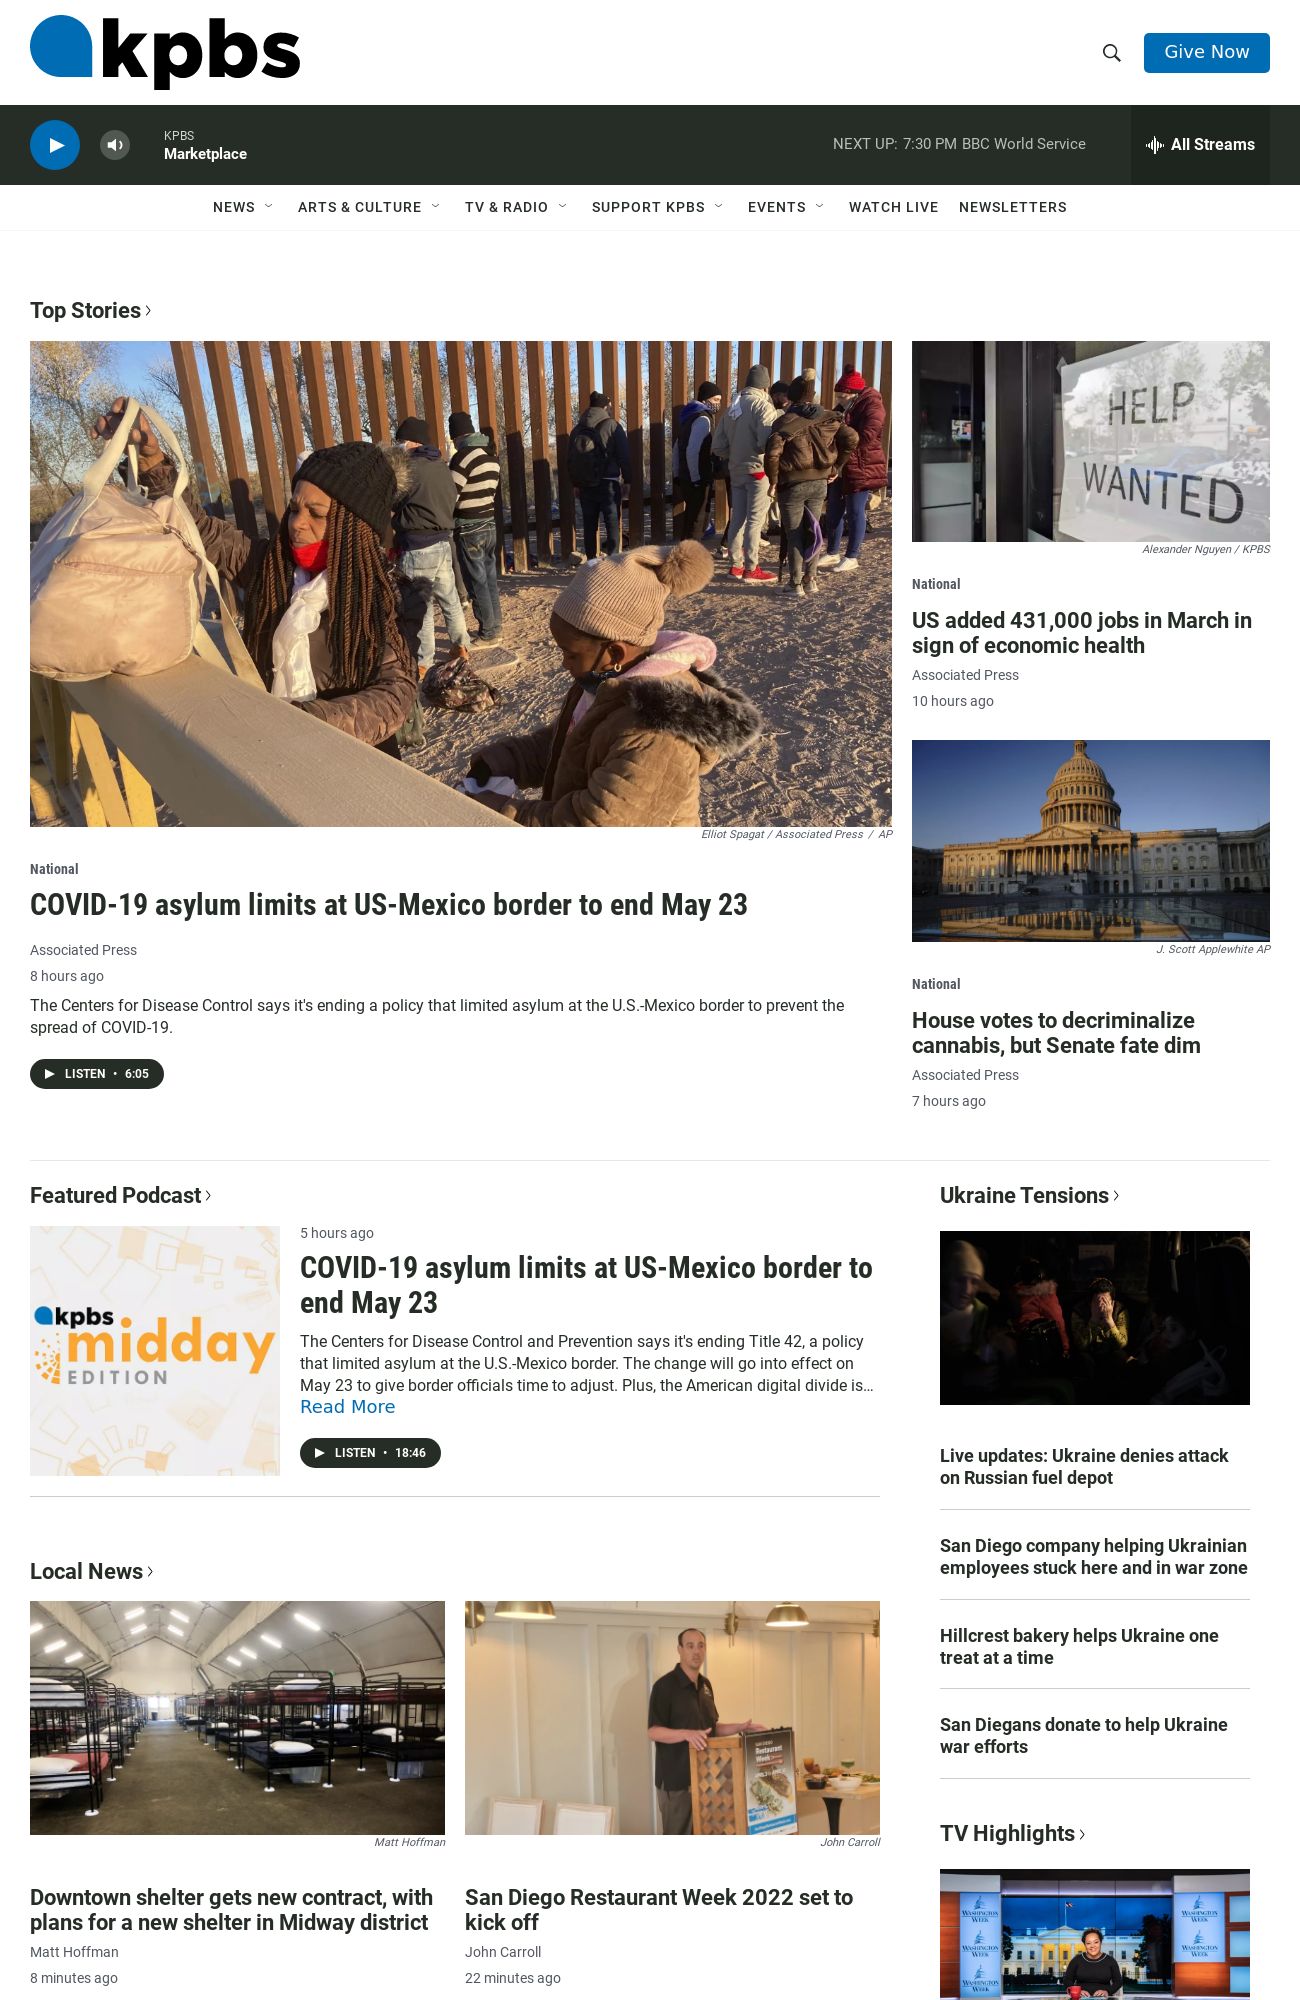 kpbs
Give Now
KPBS
Marketplace
NEXT UP: 7:30 PM BBC World Service
All Streams
NEWS
ARTS & CULTURE
TV & RADIO
SUPPORT KPBS
EVENTS
WATCH LIVE
NEWSLETTERS
Top Stories
Elliot Spagat / Associated Press / AP
National
COVID-19 asylum limits at US-Mexico border to end May 23
Associated Press
8 hours ago
The Centers for Disease Control says it's ending a policy that limited asylum at the U.S.-Mexico border to prevent the
spread of COVID-19.
LISTEN • 6:05
HELP
WANTED
Alexander Nguyen / KPBS
National
US added 431,000 jobs in March in
sign of economic health
Associated Press
10 hours ago
J. Scott Applewhite AP
National
House votes to decriminalize
cannabis, but Senate fate dim
Associated Press
7 hours ago
Featured Podcast
kpbs
midday
EDITION
5 hours ago
COVID-19 asylum limits at US-Mexico border to
end May 23
The Centers for Disease Control and Prevention says it's ending Title 42, a policy
that limited asylum at the U.S.-Mexico border. The change will go into effect on
May 23 to give border officials time to adjust. Plus, the American digital divide is…
Read More
LISTEN • 18:46
Local News
Matt Hoffman
Downtown shelter gets new contract, with
plans for a new shelter in Midway district
Matt Hoffman
8 minutes ago
SAN DIEGO
Restaurant
Week
John Carroll
San Diego Restaurant Week 2022 set to
kick off
John Carroll
22 minutes ago
Ukraine Tensions
Live updates: Ukraine denies attack
on Russian fuel depot
San Diego company helping Ukrainian
employees stuck here and in war zone
Hillcrest bakery helps Ukraine one
treat at a time
San Diegans donate to help Ukraine
war efforts
TV Highlights
WASHINGTON
WEEK
WASHINGTON
WEEK
WASHINGTON
WEEK
WASHINGTON
WEEK
WASHINGTON
WEEK
WASHINGTON
WEEK